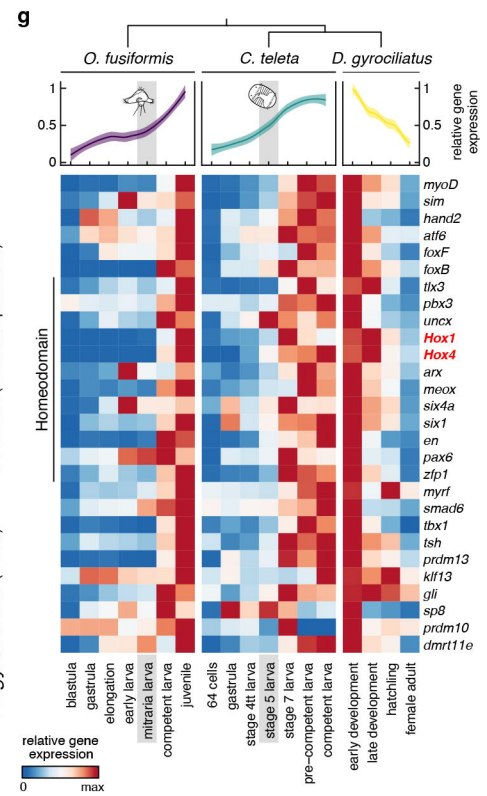 g
O. fusiformis
C. teleta
D. gyrociliatus
1
0.5
0
1
0.5
0
relative gene
expression
myoD
sim
hand2
atf6
foxF
foxB
tlx3
pbx3
uncx
Hox1
Hox4
arx
meox
six4a
six1
en
pax6
zfp1
myrf
smad6
tbx1
tsh
prdm13
klf13
gli
sp8
prdm10
dmrt11e
Homeodomain
blastula
gastrula
elongation
early larva
mitraria larva
competent larva
juvenile
64 cells
gastrula
stage 4tt larva
stage 5 larva
stage 7 larva
pre-competent larva
competent larva
early development
late development
hatchling
female adult
relative gene
expression
0
max